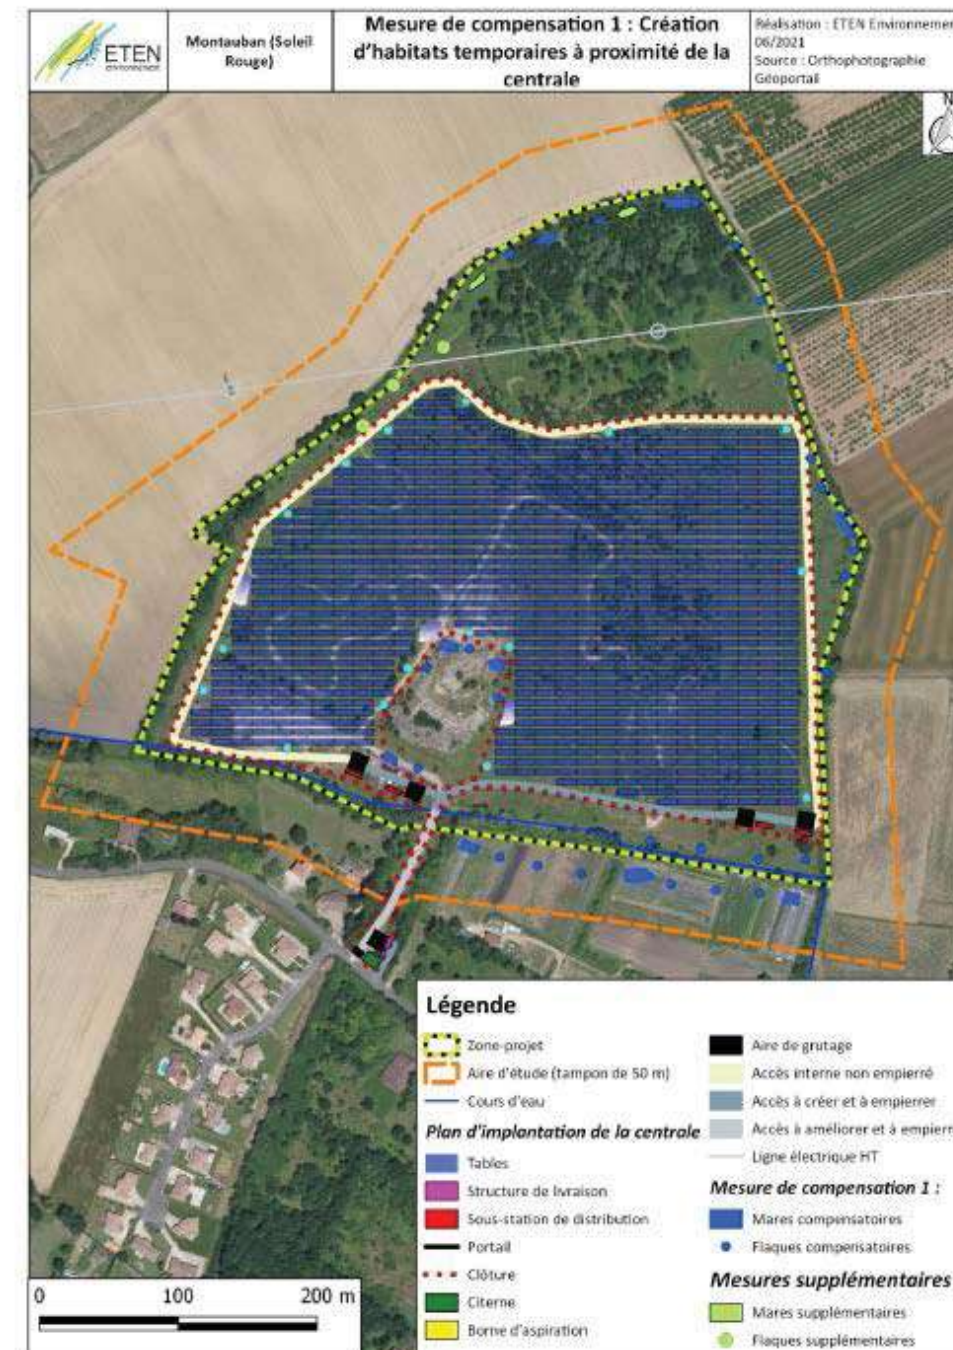 ETEN
environnement
Montauban (Soleil
Rouge)
Mesure de compensation 1 : Création
d'habitats temporaires à proximité de la
centrale
Réalisation : ETEN Environnemen
06/2021
Source : Orthophotographie
Géoportail
N
Légende
Zone-projet
Aire d'étude (tampon de 50 m)
Cours d'eau
Plan d'implantation de la centrale
Tables
Structure de livraison
Sous-station de distribution
Portail
Clôture
Citerne
Borne d'aspiration
Aire de grutage
Accès interne non empierré
Accès à créer et à empierrer
Accès à améliorer et à empierr
Ligne électrique HT
Mesure de compensation 1 :
Mares compensatoires
Flaques compensatoires
Mesures supplémentaires
Mares supplémentaires
Flaques supplémentaires
0 100 200 m